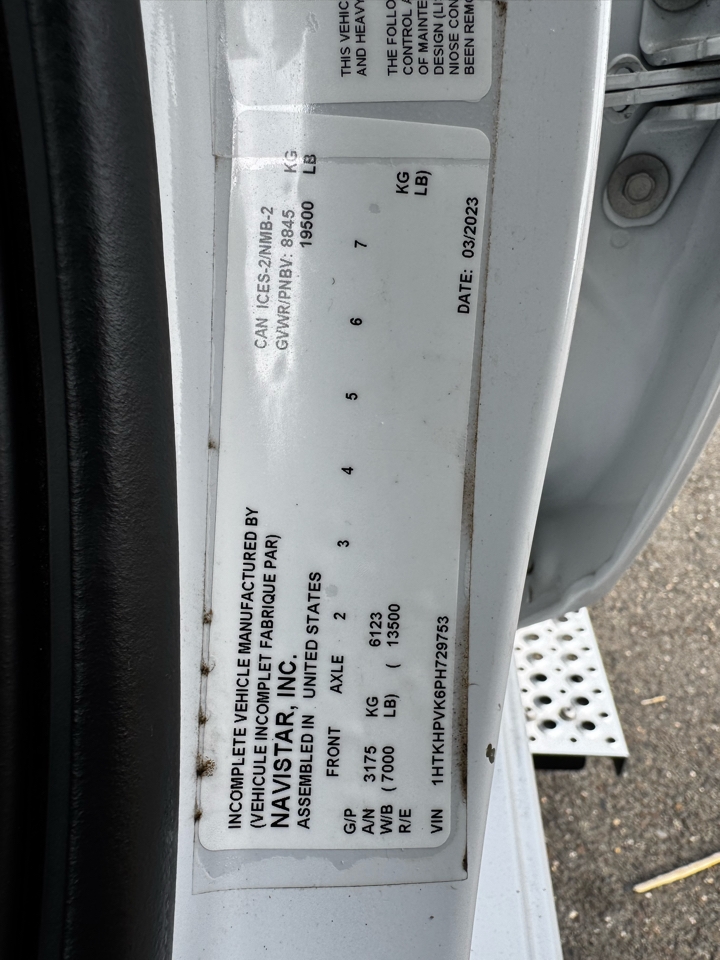 THIS VEHIC
AND HEAVY
THE FOLLO
CONTROL A
OF MAINTE
DESIGN (LI
NIOSE CON
BEEN REMO
INCOMPLETE VEHICLE MANUFACTURED BY
(VEHICULE INCOMPLET FABRIQUE PAR)
NAVISTAR, INC.
ASSEMBLED IN UNITED STATES
CAN ICES-2/NMB-2
GVWR/PNBV: 8845 KG
19500 LB
FRONT AXLE 2 3 4 5 6 7
G/P
A/N 3175 KG 6123 KG
W/B ( 7000 LB) ( 13500 LB)
R/E
DATE: 03/2023
VIN 1HTKHPVK6PH729753